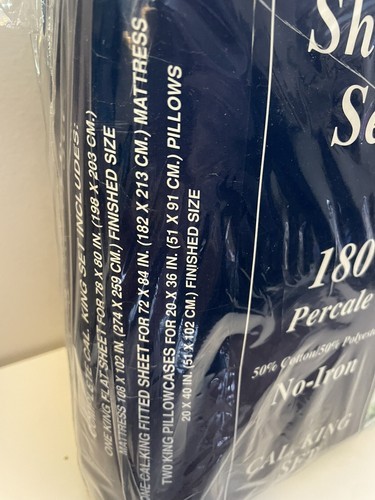 COMPLETE CAL. KING SET INCLUDES:
ONE KING FLAT SHEET FOR 78 X 80 IN. (198 X 203 CM.)
MATTRESS 108 X 102 IN. (274 X 259 CM.) FINISHED SIZE
ONE CAL KING FITTED SHEET FOR 72 X 84 IN. (182 X 213 CM.) MATTRESS
TWO KING PILLOWCASES FOR 20 X 36 IN. (51 X 91 CM.) PILLOWS
20 X 40 IN. (51 X 102 CM.) FINISHED SIZE
Sh
Se
180
Percale
50% Cotton/50% Polyest
No-Iron
CAL. KING
SET